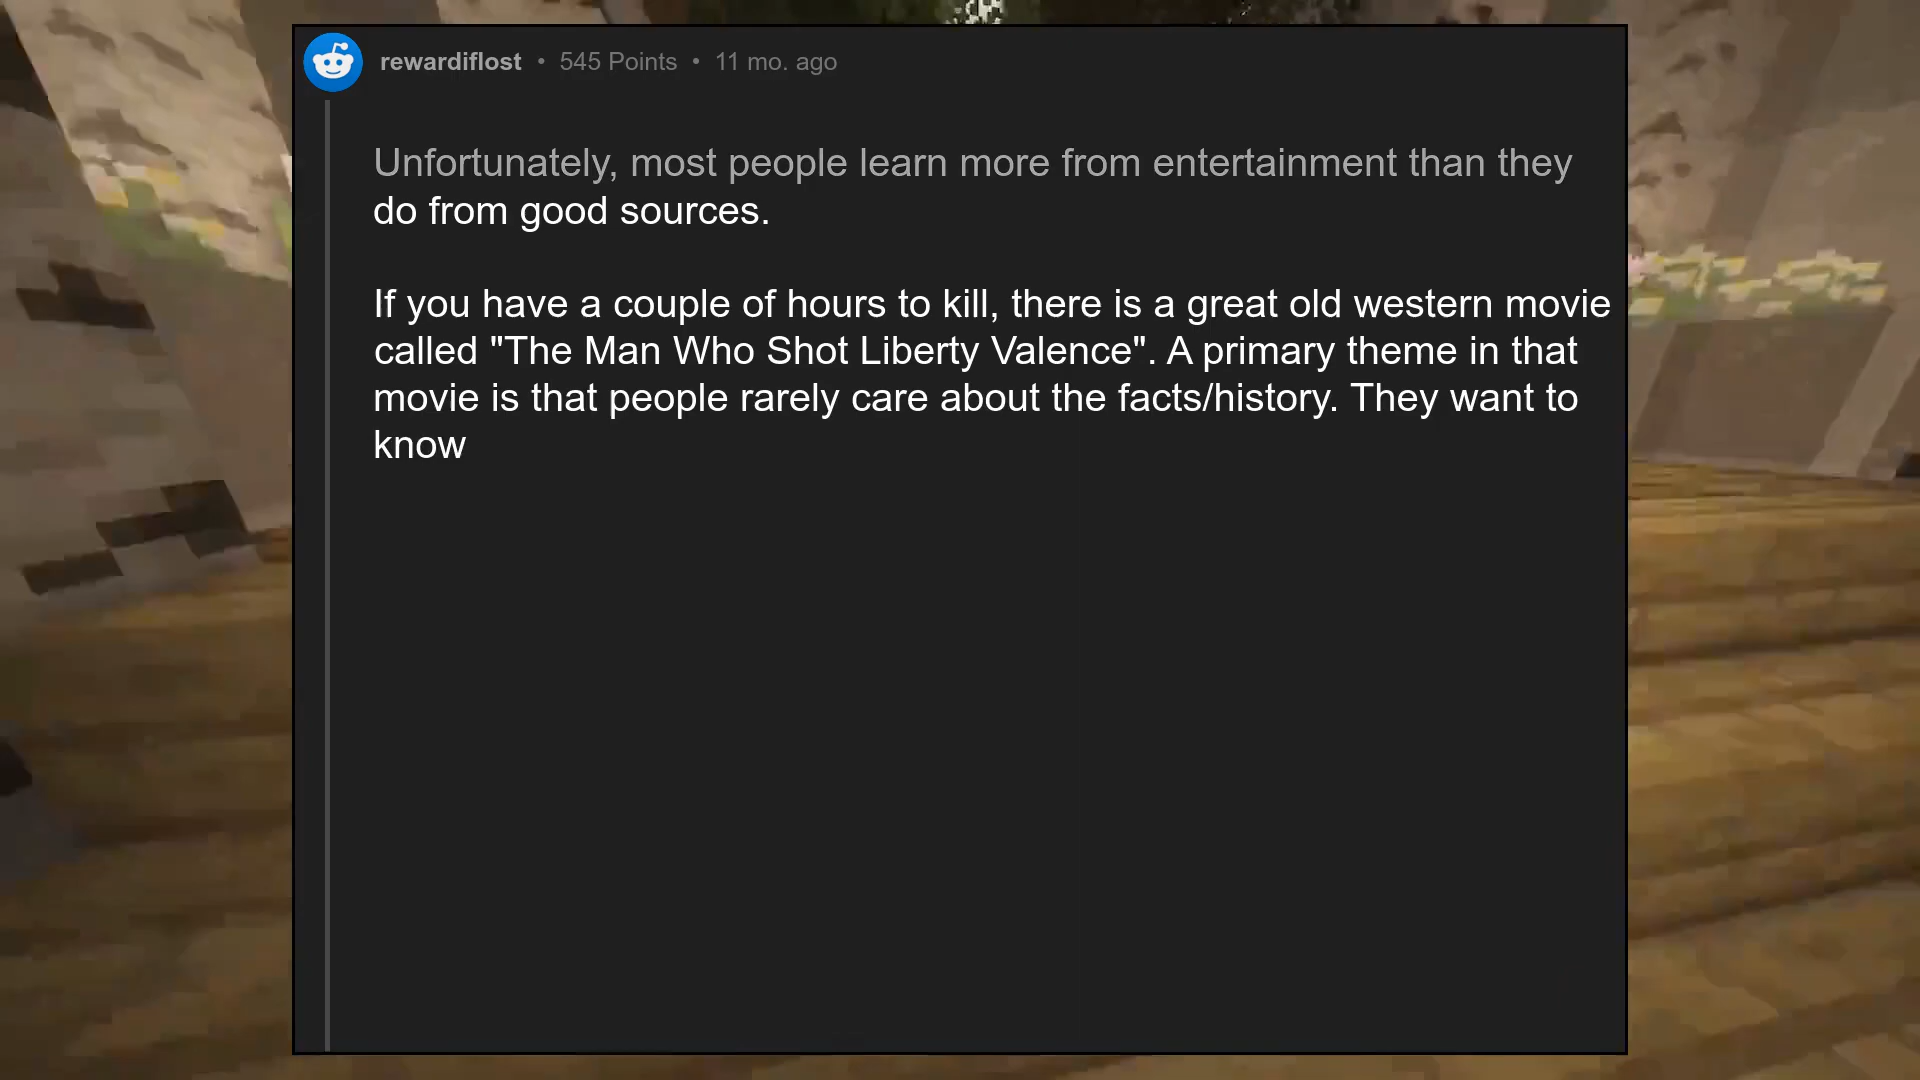 rewardiflost • 545 Points • 11 mo. ago
Unfortunately, most people learn more from entertainment than they
do from good sources.
If you have a couple of hours to kill, there is a great old western movie
called "The Man Who Shot Liberty Valence". A primary theme in that
movie is that people rarely care about the facts/history. They want to
know